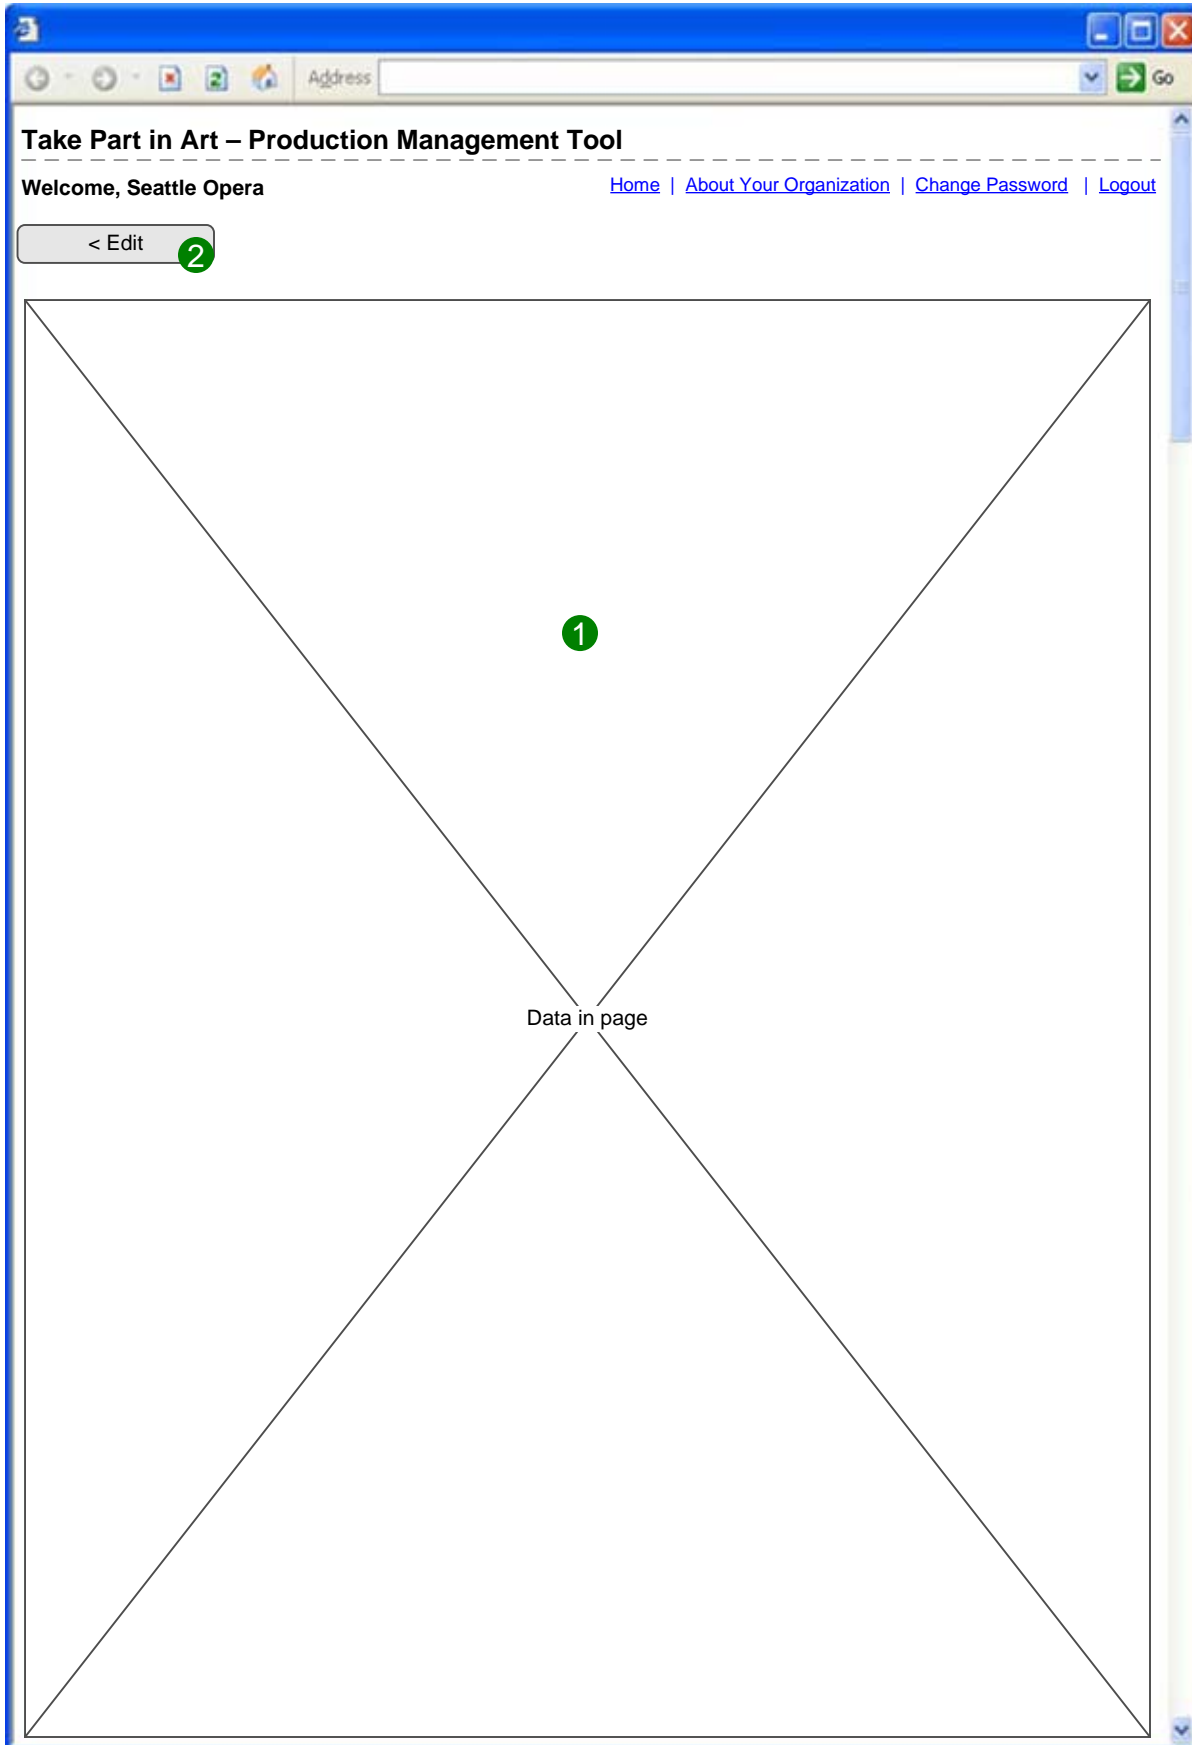 Address
Go
Take Part in Art – Production Management Tool
Welcome, Seattle Opera
Home | About Your Organization | Change Password | Logout
< Edit
2
1
Data in page